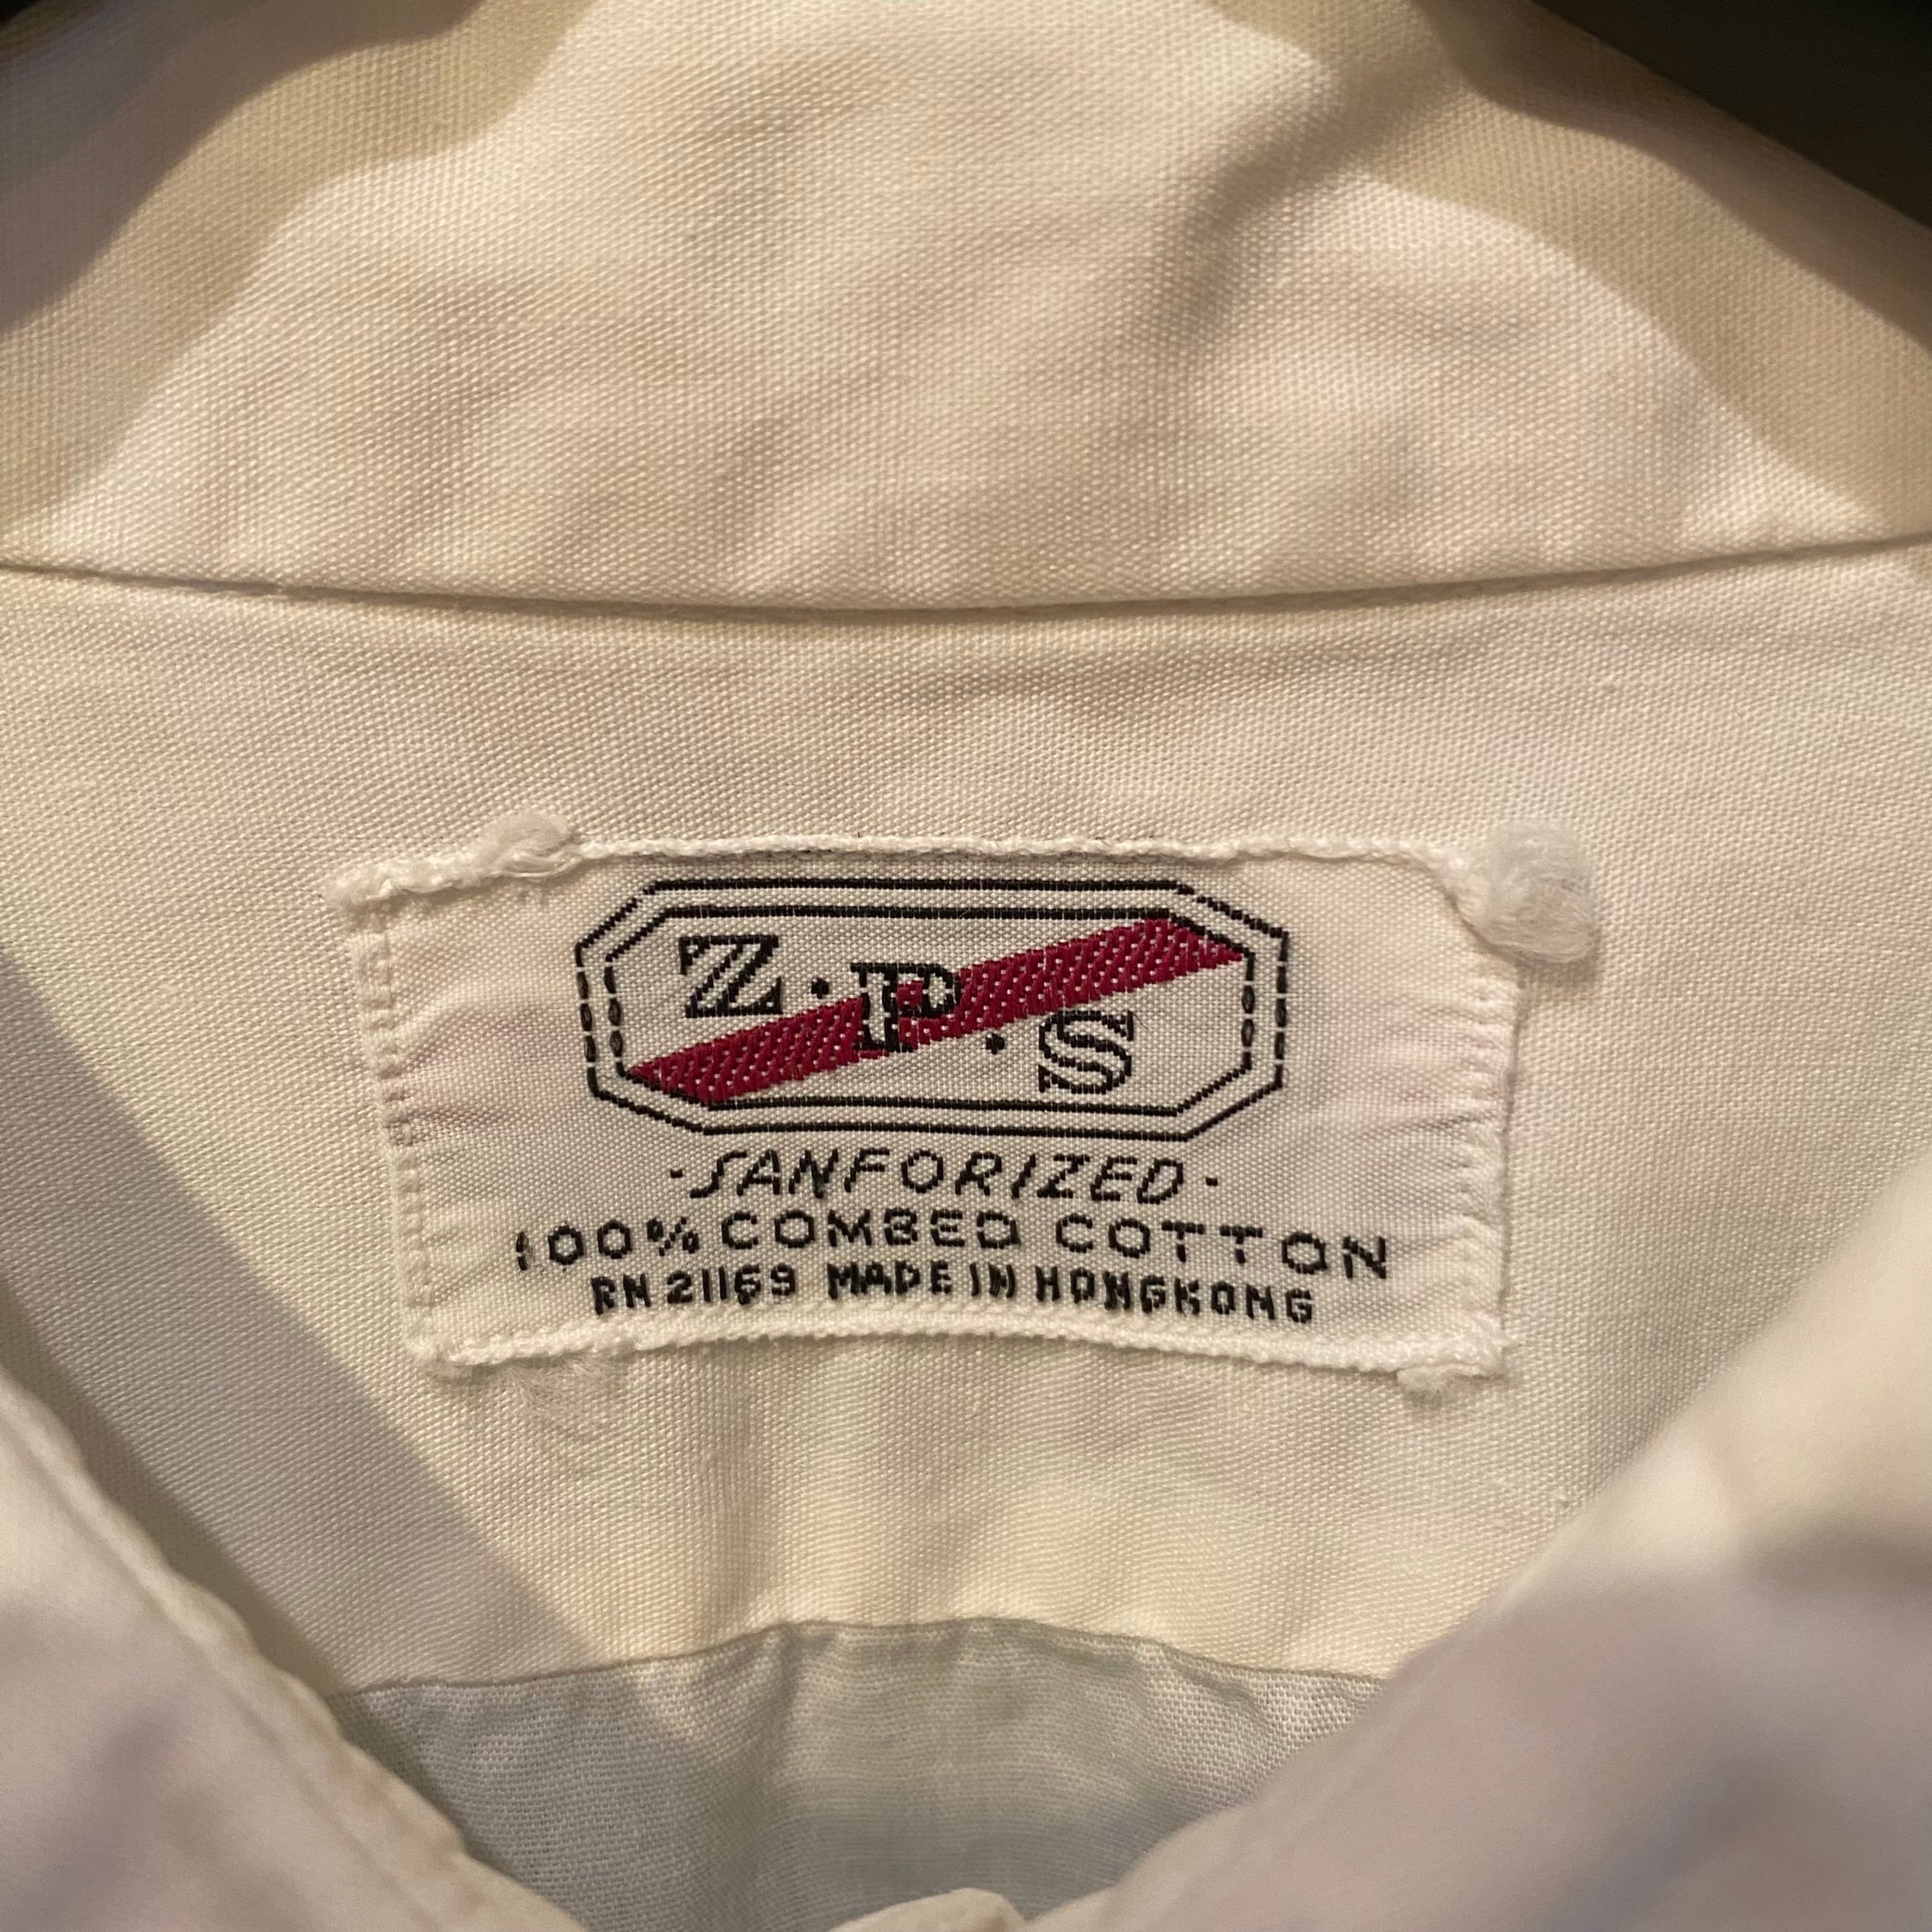 Z·P·S
·SANFORIZED·
100% COMBED COTTON
RN 21169 MADE IN HONGKONG